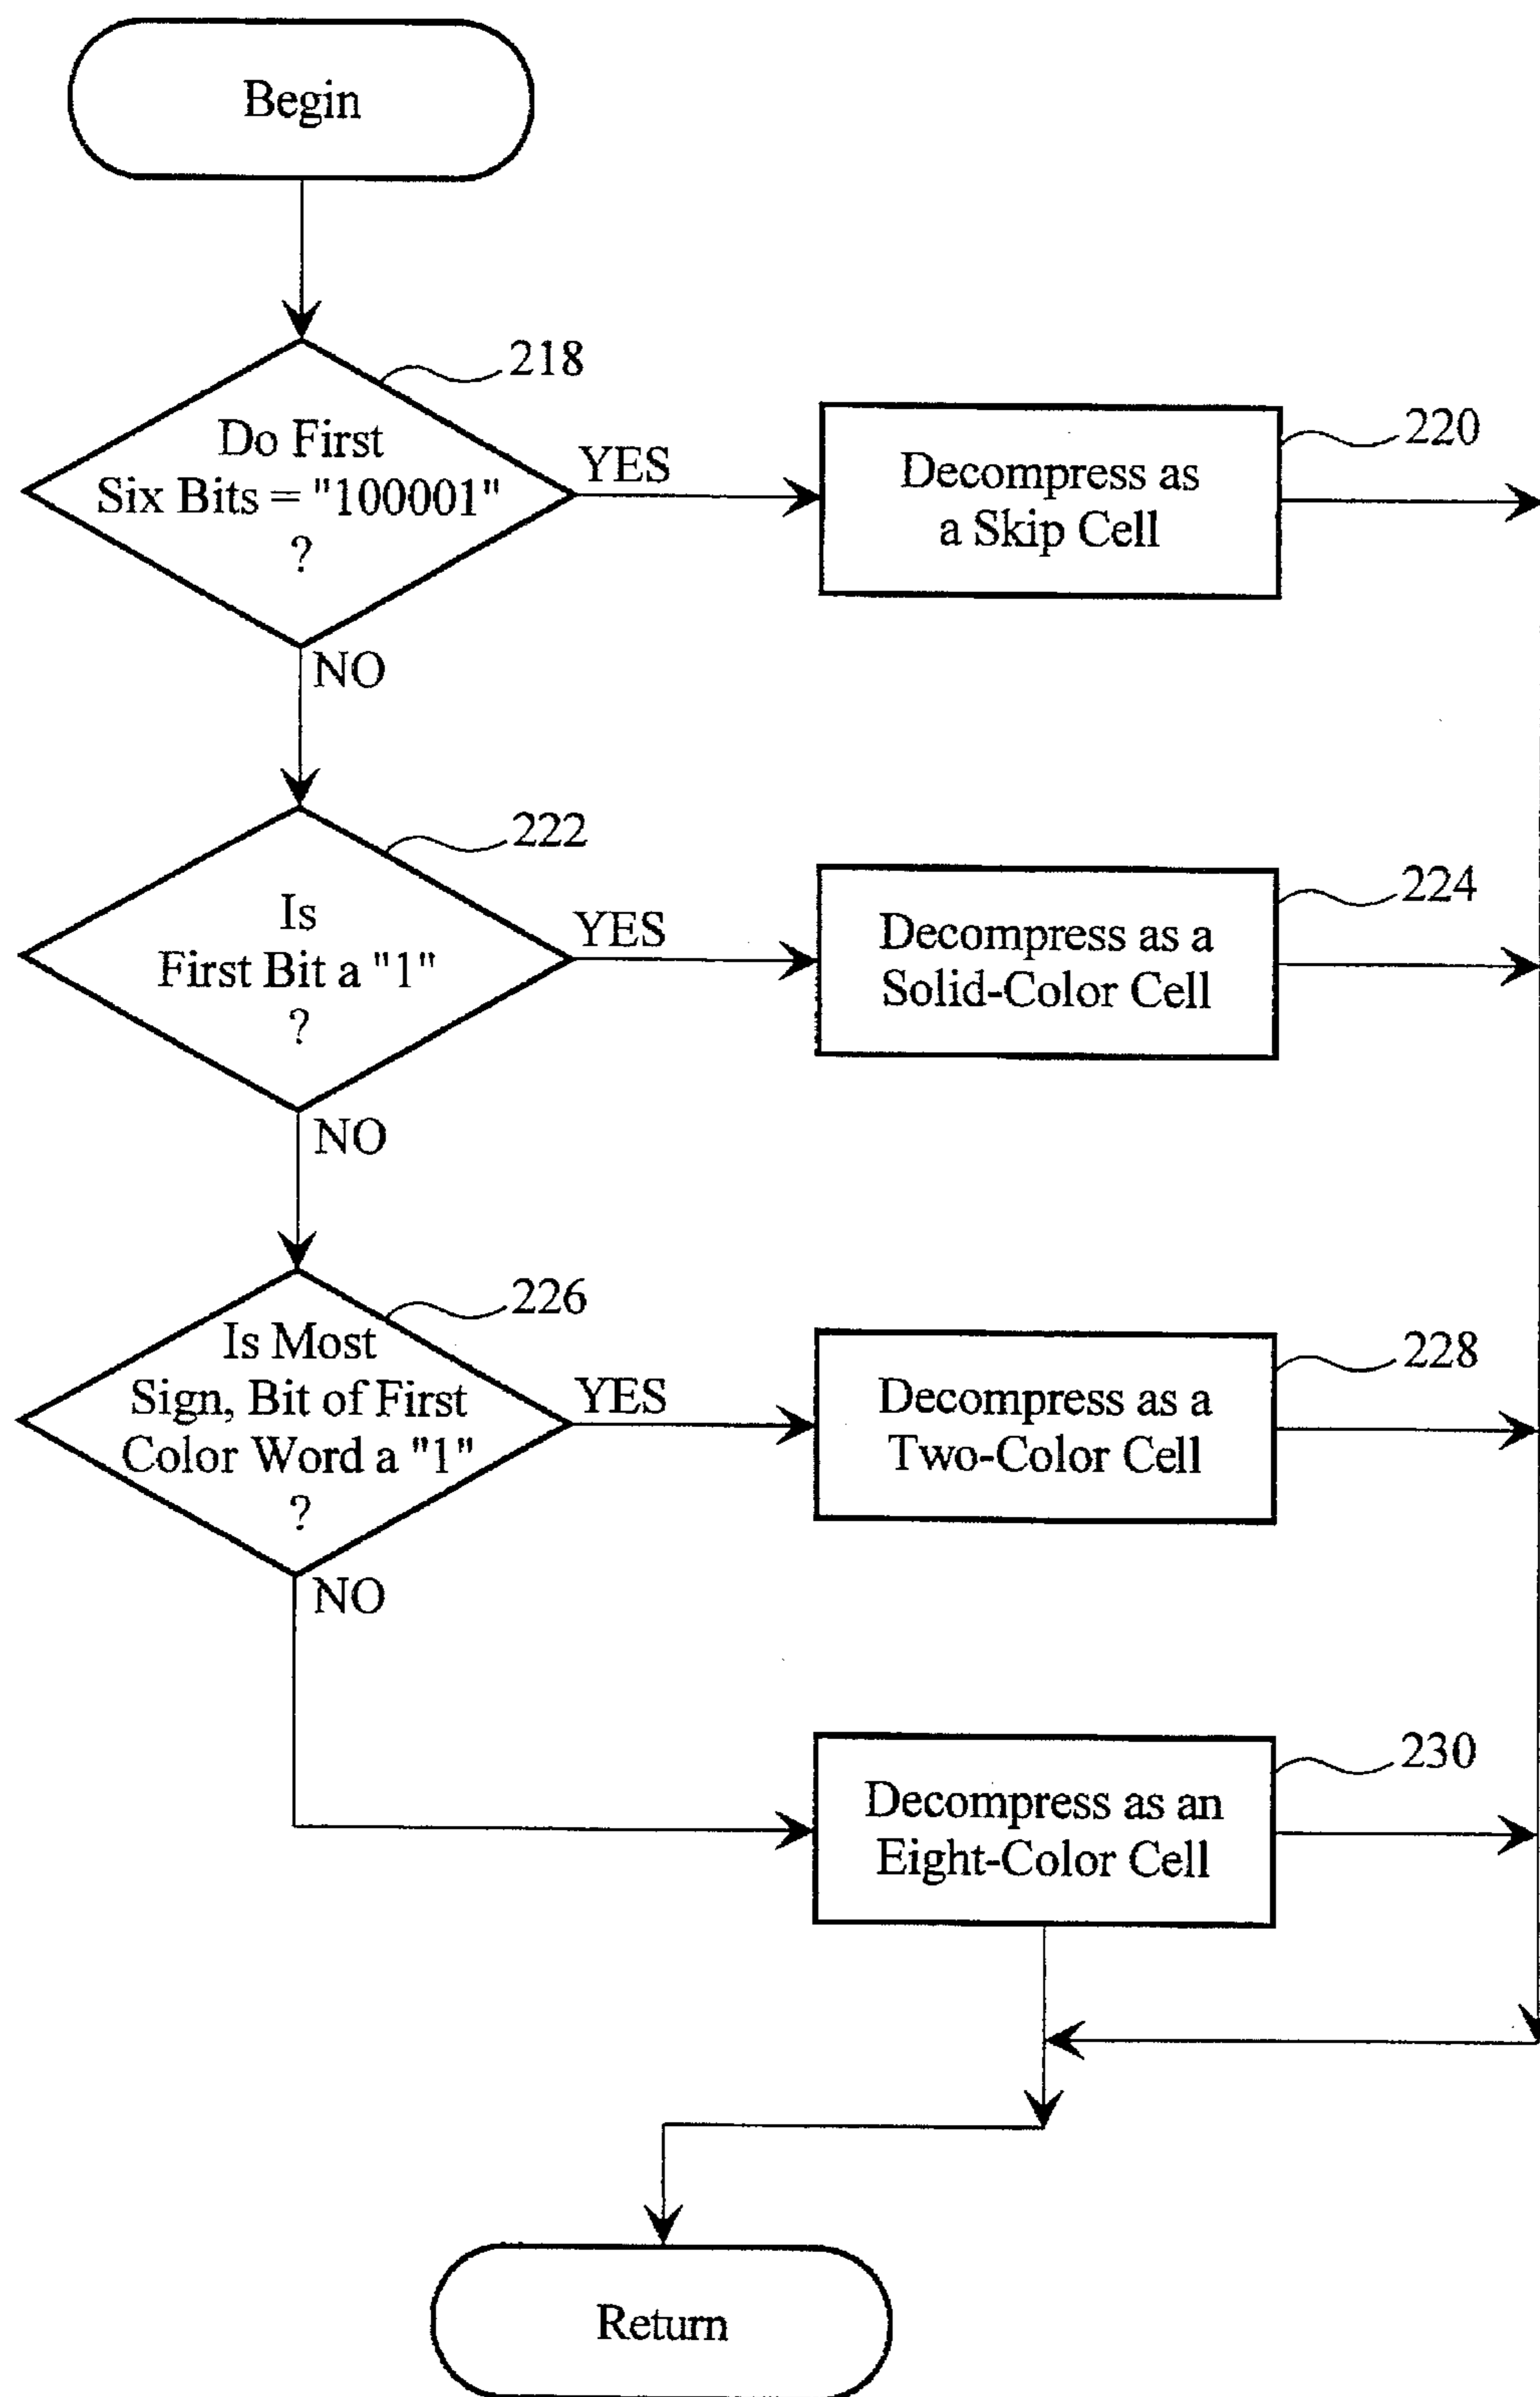 Begin
218
Do First
Six Bits = "100001"
?
YES
Decompress as
a Skip Cell
220
NO
222
Is
First Bit a "1"
?
YES
Decompress as a
Solid-Color Cell
224
NO
226
Is Most
Sign, Bit of First
Color Word a "1"
?
YES
Decompress as a
Two-Color Cell
228
NO
Decompress as an
Eight-Color Cell
230
Return